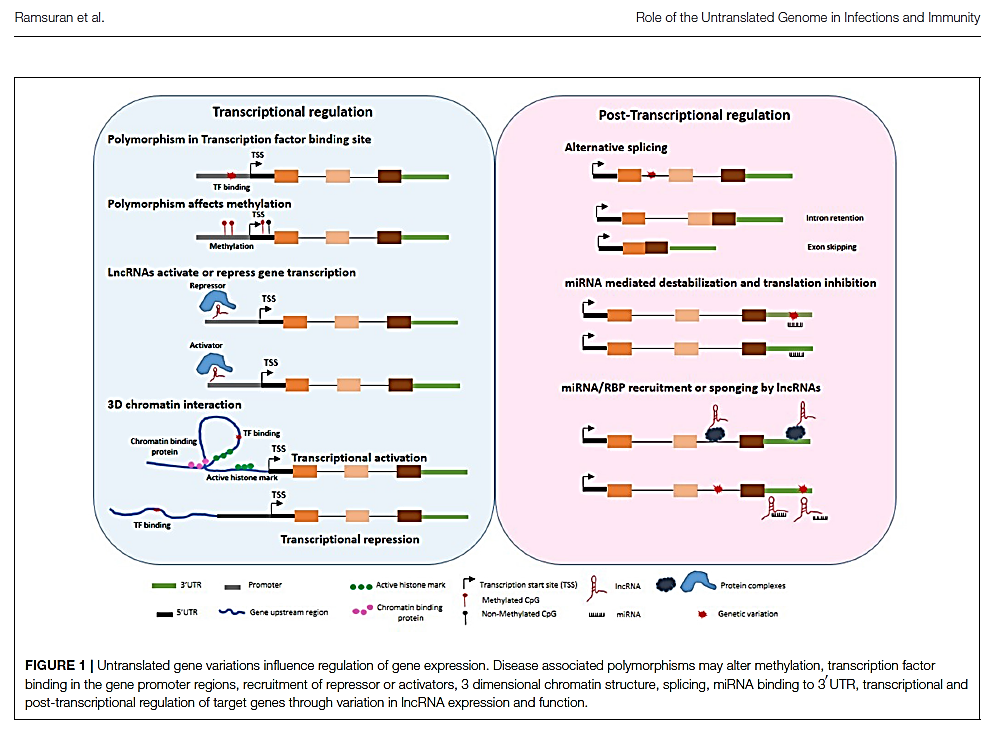 Ramsuran et al.
Role of the Untranslated Genome in Infections and Immunity
Transcriptional regulation
Polymorphism in Transcription factor binding site
TSS
TF binding
Polymorphism affects methylation
TSS
Methylation
LncRNAs activate or repress gene transcription
Repressor
TSS
Activator
TSS
3D chromatin interaction
Chromatin binding
protein
TF binding
TSS
Transcriptional activation
Active histone mark
TSS
TF binding
Transcriptional repression
Post-Transcriptional regulation
Alternative splicing
Intron retention
Exon skipping
miRNA mediated destabilization and translation inhibition
miRNA/RBP recruitment or sponging by lncRNAs
3'UTR
Promoter
Active histone mark
Transcription start site (TSS)
lncRNA
Protein complexes
Methylated CpG
5'UTR
Gene upstream region
Chromatin binding
protein
Non-Methylated CpG
miRNA
Genetic variation
FIGURE 1 | Untranslated gene variations influence regulation of gene expression. Disease associated polymorphisms may alter methylation, transcription factor
binding in the gene promoter regions, recruitment of repressor or activators, 3 dimensional chromatin structure, splicing, miRNA binding to 3′UTR, transcriptional and
post-transcriptional regulation of target genes through variation in lncRNA expression and function.